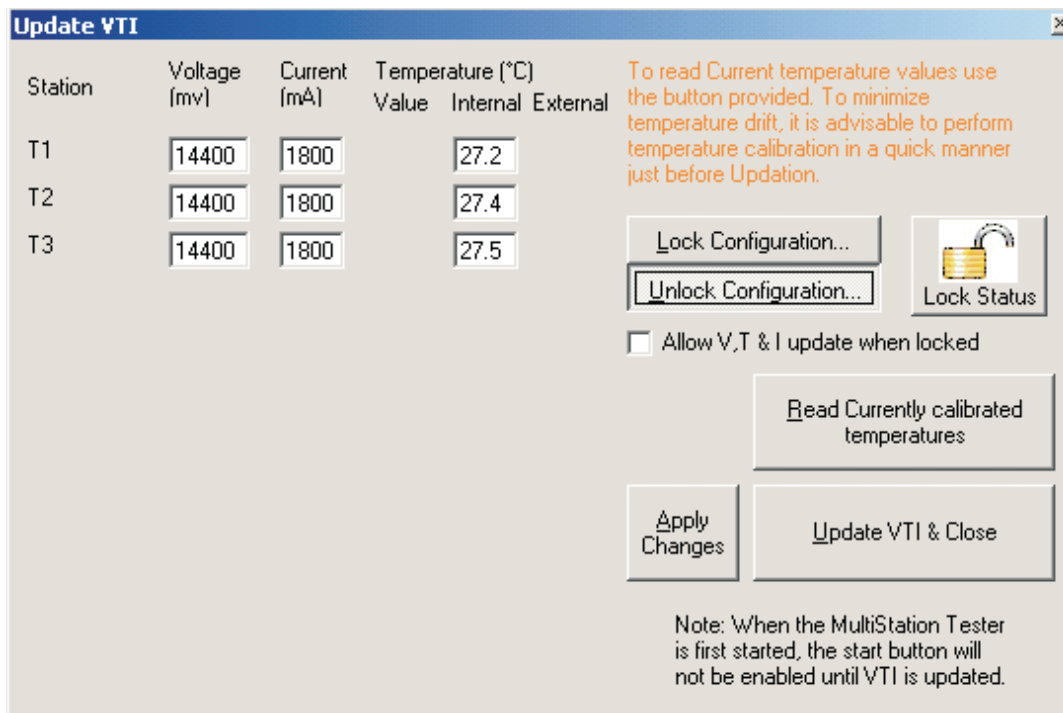 Update VTI
Station
Voltage
(mv)
Current
(mA)
Temperature (°C)
Value Internal External
T1 14400 1800 27.2
T2 14400 1800 27.4
T3 14400 1800 27.5
To read Current temperature values use
the button provided. To minimize
temperature drift, it is advisable to perform
temperature calibration in a quick manner
just before Updation.
Lock Configuration...
Unlock Configuration...
Lock Status
Allow V,T & I update when locked
Read Currently calibrated
temperatures
Apply
Changes
Update VTI & Close
Note: When the MultiStation Tester
is first started, the start button will
not be enabled until VTI is updated.